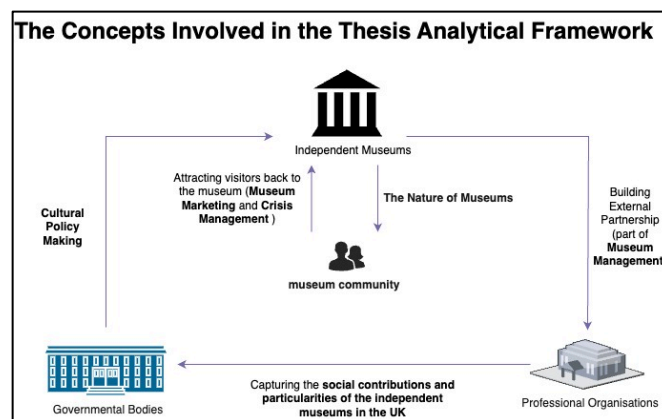 The Concepts Involved in the Thesis Analytical Framework
Independent Museums
Attracting visitors back to
the museum (Museum
Marketing and Crisis
Management )
The Nature of Museums
Cultural
Policy
Making
Building
External
Partnership
(part of
Museum
Management
museum community
Governmental Bodies
Capturing the social contributions and
particularities of the independent
museums in the UK
Professional Organisations